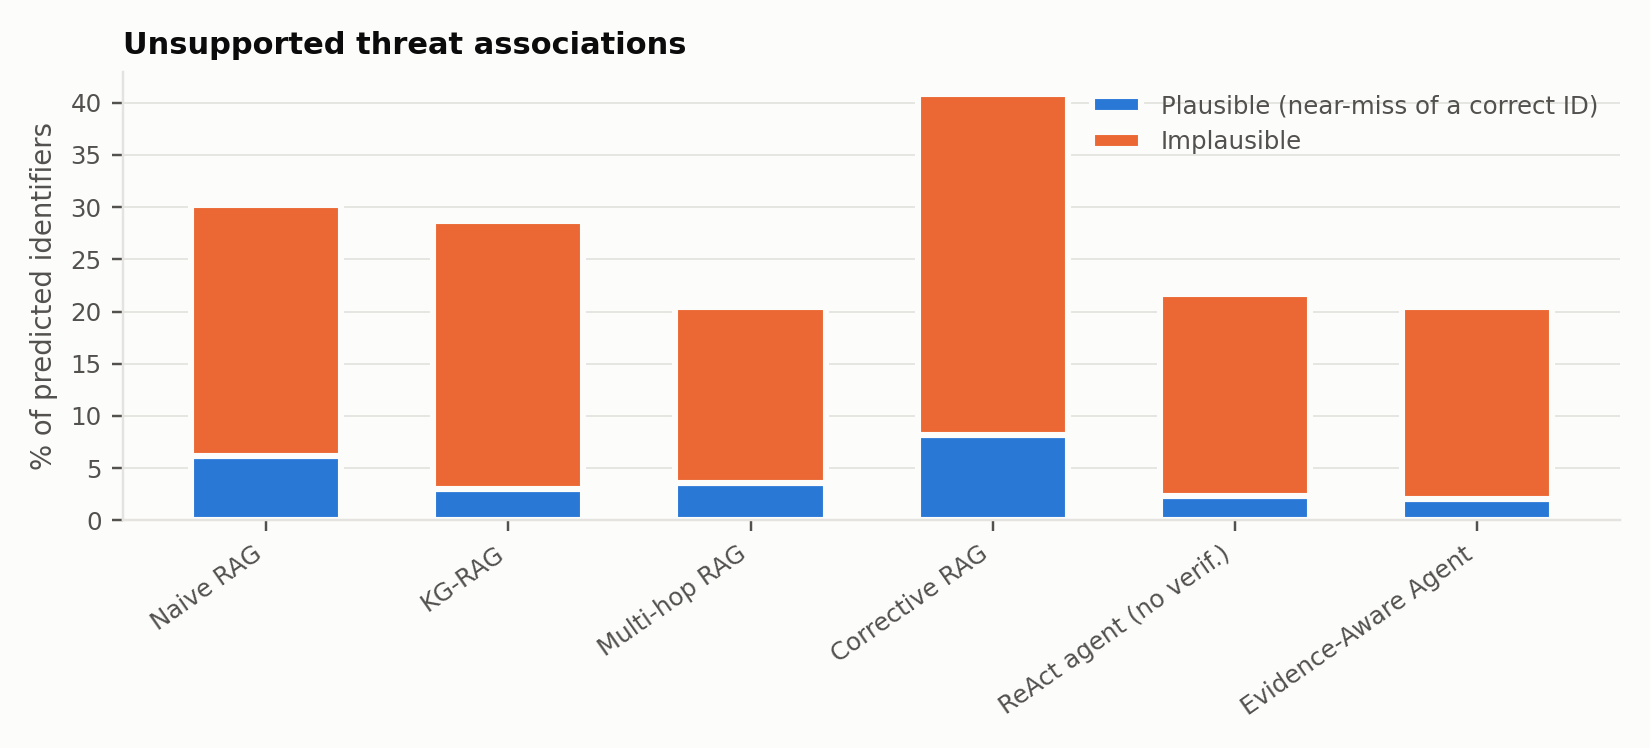 Unsupported threat associations
% of predicted identifiers
40
35
30
25
20
15
10
5
0
Plausible (near-miss of a correct ID)
Implausible
Naive RAG
KG-RAG
Multi-hop RAG
Corrective RAG
ReAct agent (no verif.)
Evidence-Aware Agent